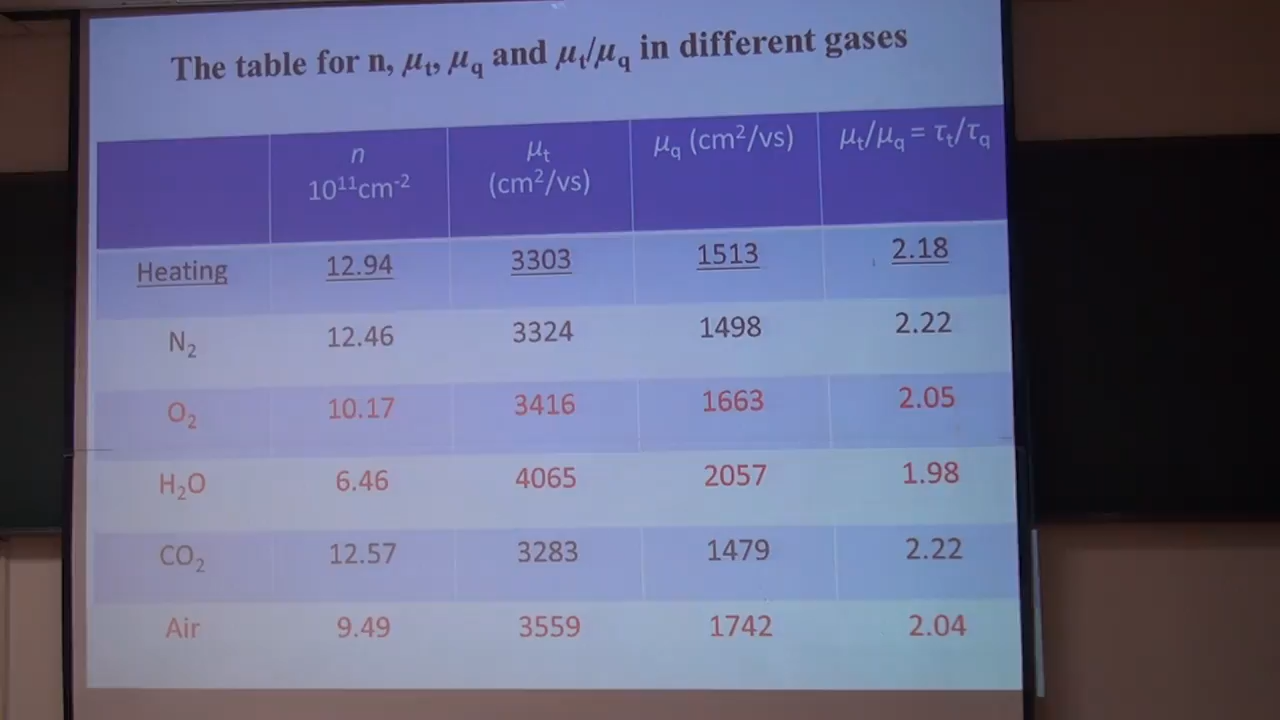 The table for n, μt, μq and μt/μq in different gases
n
10¹¹cm⁻²
μt
(cm²/vs)
μq (cm²/vs)
μt/μq = τt/τq
Heating 12.94 3303 1513 2.18
N₂ 12.46 3324 1498 2.22
O₂ 10.17 3416 1663 2.05
H₂O 6.46 4065 2057 1.98
CO₂ 12.57 3283 1479 2.22
Air 9.49 3559 1742 2.04